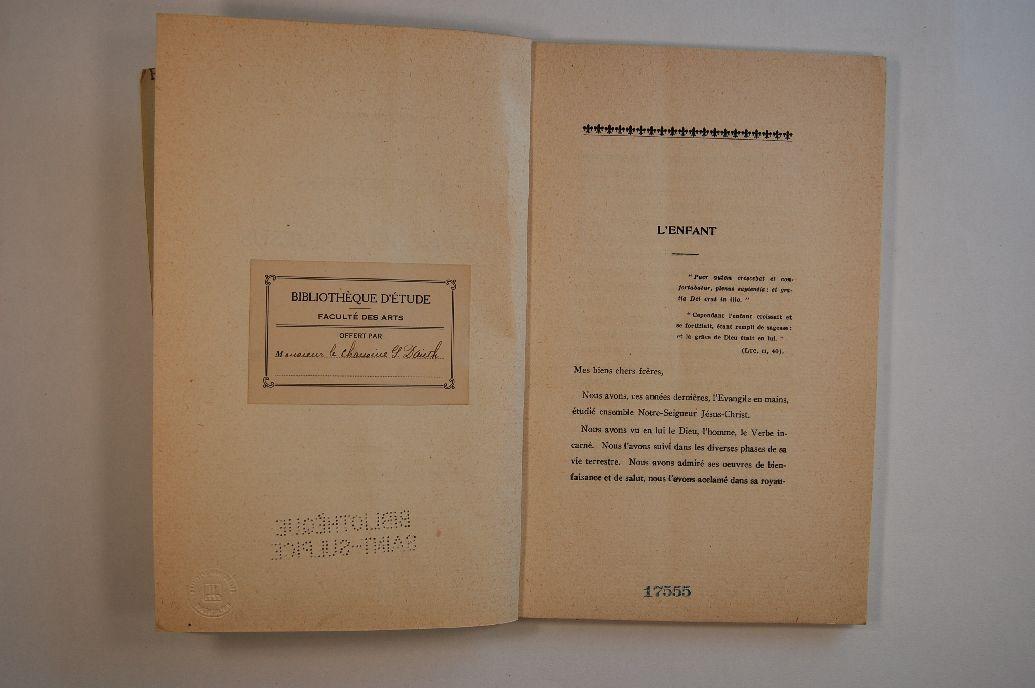 BIBLIOTHÈQUE D'ÉTUDE
FACULTÉ DES ARTS
OFFERT PAR
Monsieur le chanoine G Dauth
BIBLIOTHÈQUE
SAINT-SULPICE
L'ENFANT
" Puer autem crescebat et con-
fortabatur, plenus sapientia: et gra-
tia Dei erat in illo. "
" Cependant l'enfant croissait et
se fortifiait, étant rempli de sagesse:
et la grâce de Dieu était en lui. "
(Luc, II, 40).
Mes biens chers frères,
Nous avons, ces années dernières, l'Evangile en mains,
étudié ensemble Notre-Seigneur Jésus-Christ.
Nous avons vu en lui le Dieu, l'homme, le Verbe in-
carné. Nous l'avons suivi dans les diverses phases de sa
vie terrestre. Nous avons admiré ses oeuvres de bien-
faisance et de salut, nous l'avons acclamé dans sa royau-
17555